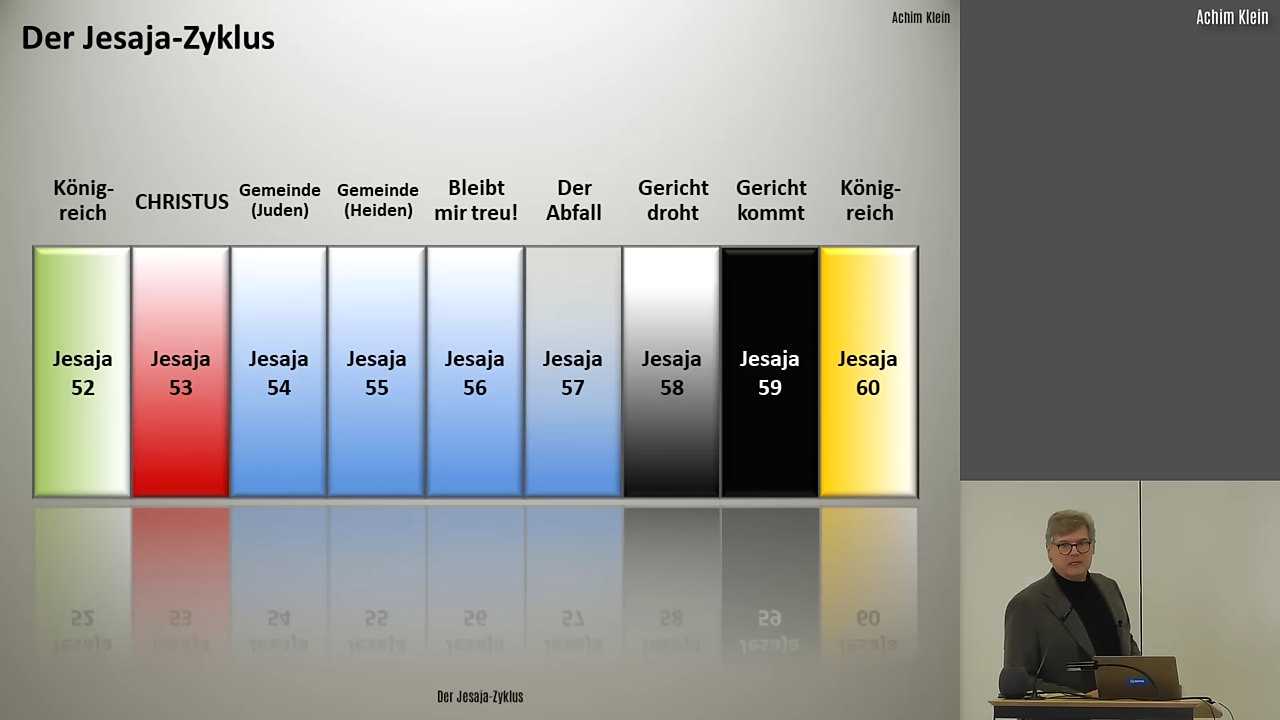 Der Jesaja-Zyklus
Achim Klein
Achim Klein
König-
reich
CHRISTUS
Gemeinde
(Juden)
Gemeinde
(Heiden)
Bleibt
mir treu!
Der
Abfall
Gericht
droht
Gericht
kommt
König-
reich
Jesaja
52
Jesaja
53
Jesaja
54
Jesaja
55
Jesaja
56
Jesaja
57
Jesaja
58
Jesaja
59
Jesaja
60
Der Jesaja-Zyklus